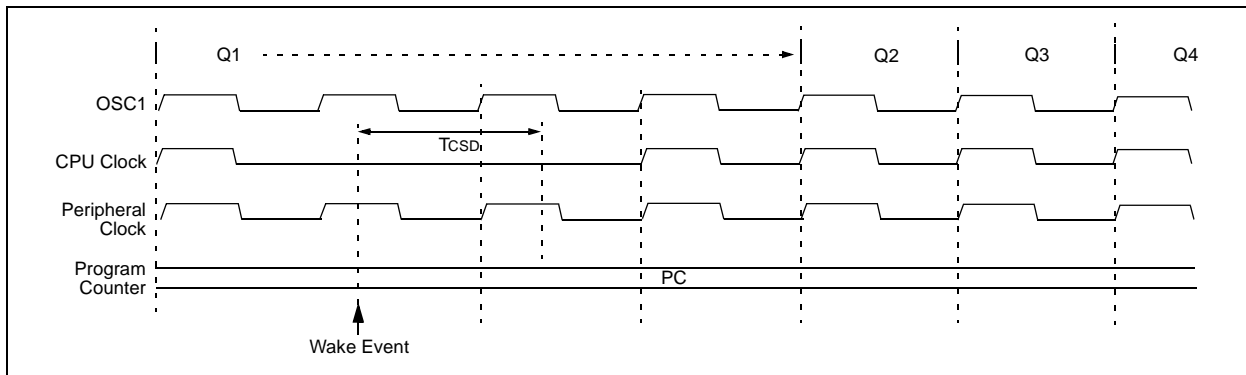 Q1
Q2
Q3
Q4
OSC1
TCSD
CPU Clock
Peripheral
Clock
Program
Counter
PC
Wake Event